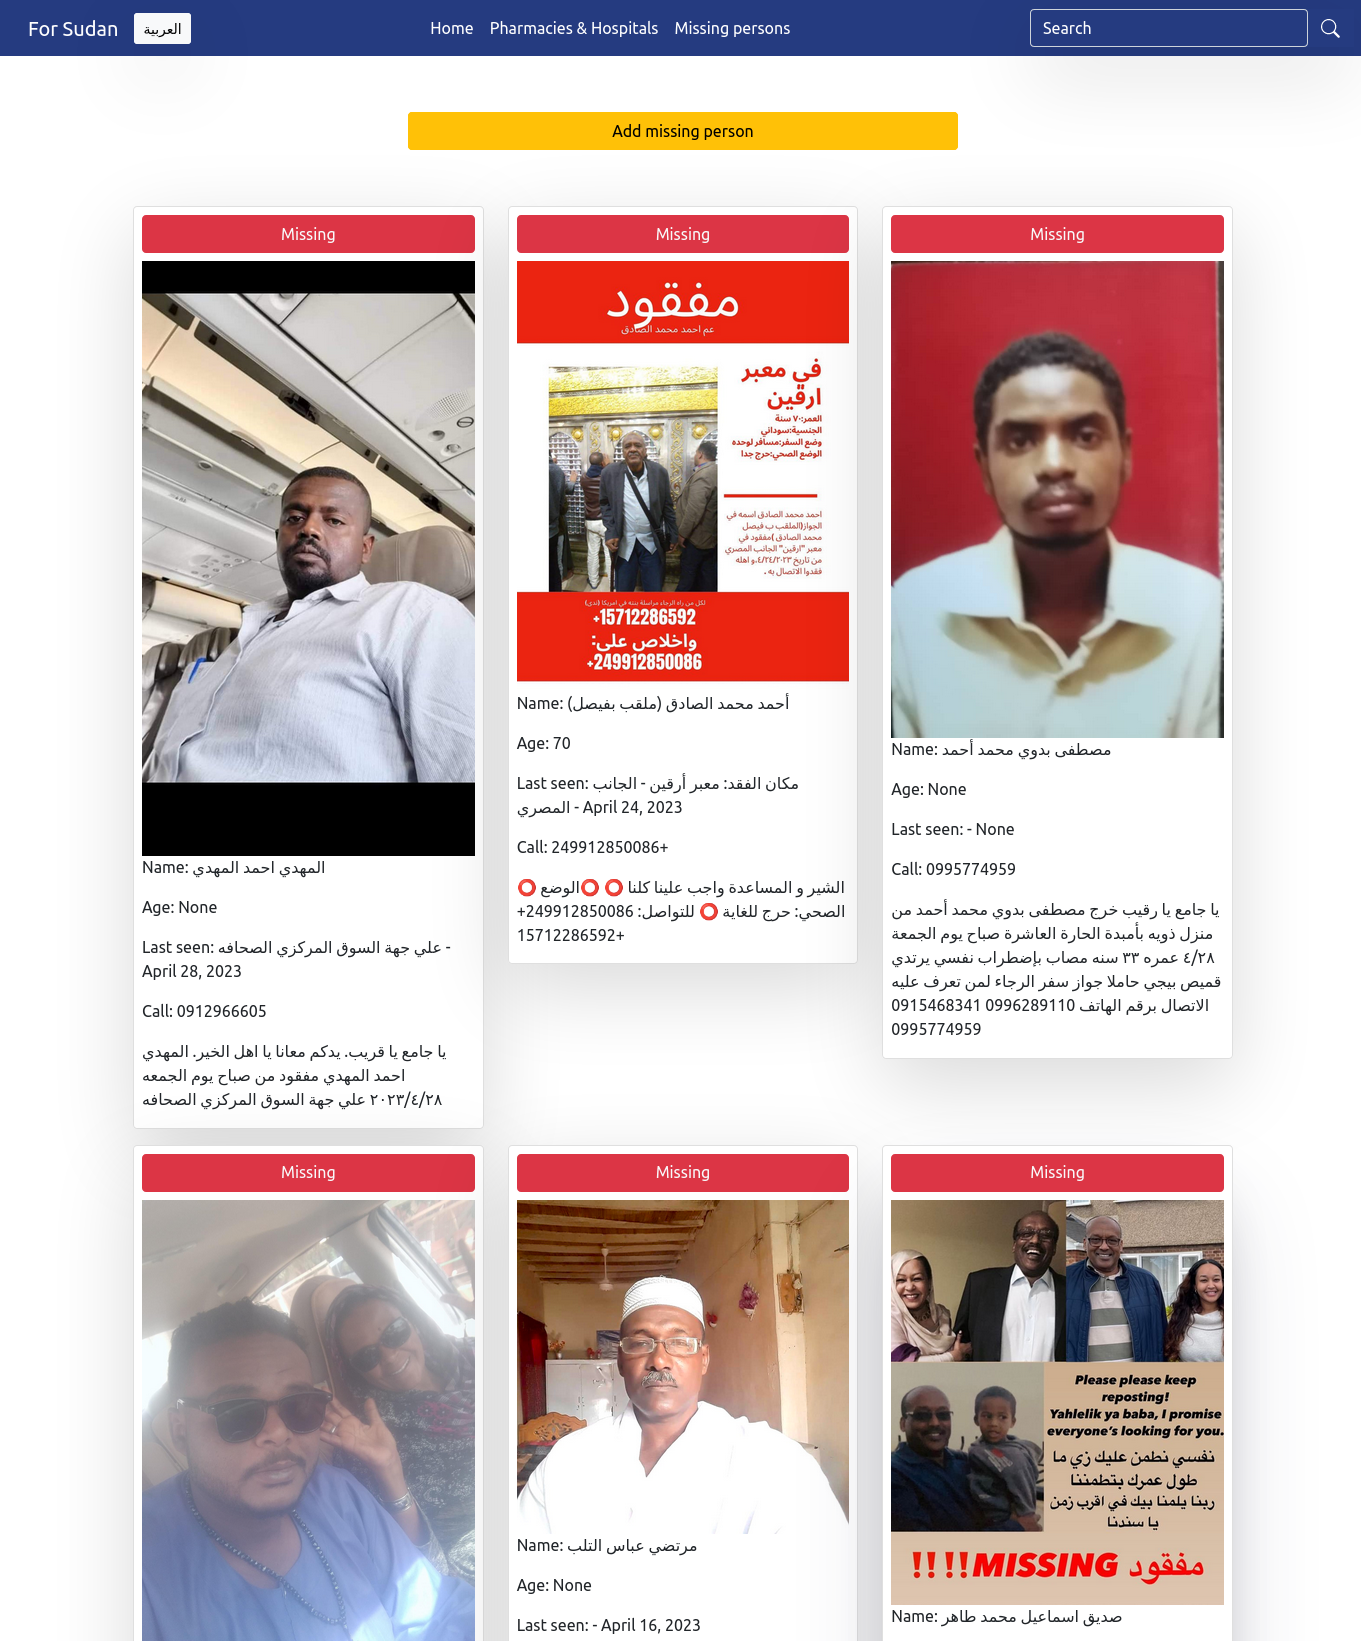 For Sudan
العربية
Home
Pharmacies & Hospitals
Missing persons
Search
Add missing person
Missing
Name: المهدي احمد المهدي
Age: None
Last seen: علي جهة السوق المركزي الصحافه -
April 28, 2023
Call: 0912966605
يا جامع يا قريب. يدكم معانا يا اهل الخير. المهدي
احمد المهدي مفقود من صباح يوم الجمعه
٢٠٢٣/٤/٢٨ علي جهة السوق المركزي الصحافه
Missing
مفقود
عم احمد محمد الصادق
في معبر
ارقين
العمر:٧٠ سنة
الجنسية:سوداني
وضع السفر:مسافر لوحده
الوضع الصحي:حرج جدا
احمد محمد الصادق اسمه في
الجواز(الملقب ب فيصل
محمد الصادق )مفقود في
معبر "ارقين" الجانب المصري
من تاريخ ٤/٢٤/٢٠٢٣.و اهله
فقدوا الاتصال به .
لكل من راه الرجاء مراسلة بنته في امريكا (ندى)
+15712286592
واخلاص على:
+249912850086
Name: أحمد محمد الصادق (ملقب بفيصل)
Age: 70
Last seen: مكان الفقد: معبر أرقين - الجانب
المصري - April 24, 2023
Call: 249912850086+
⭕ الشير و المساعدة واجب علينا كلنا ⭕ ⭕الوضع
الصحي: حرج للغاية ⭕ للتواصل: 249912850086+
15712286592+
Missing
Name: مصطفى بدوي محمد أحمد
Age: None
Last seen: - None
Call: 0995774959
يا جامع يا رقيب خرج مصطفى بدوي محمد أحمد من
منزل ذويه بأمبدة الحارة العاشرة صباح يوم الجمعة
٤/٢٨ عمره ٣٣ سنه مصاب بإضطراب نفسي يرتدي
قميص بيجي حاملا جواز سفر الرجاء لمن تعرف عليه
الاتصال برقم الهاتف 0996289110 0915468341
0995774959
Missing
Missing
Name: مرتضي عباس التلب
Age: None
Last seen: - April 16, 2023
Missing
Please please keep
reposting!
Yahlelik ya baba, I promise
everyone's looking for you.
نفسي نطمن عليك زي ما
طول عمرك بتطمننا
ربنا يلمنا بيك في اقرب زمن
يا سندنا
مفقود MISSING!!!!
Name: صديق اسماعيل محمد طاهر